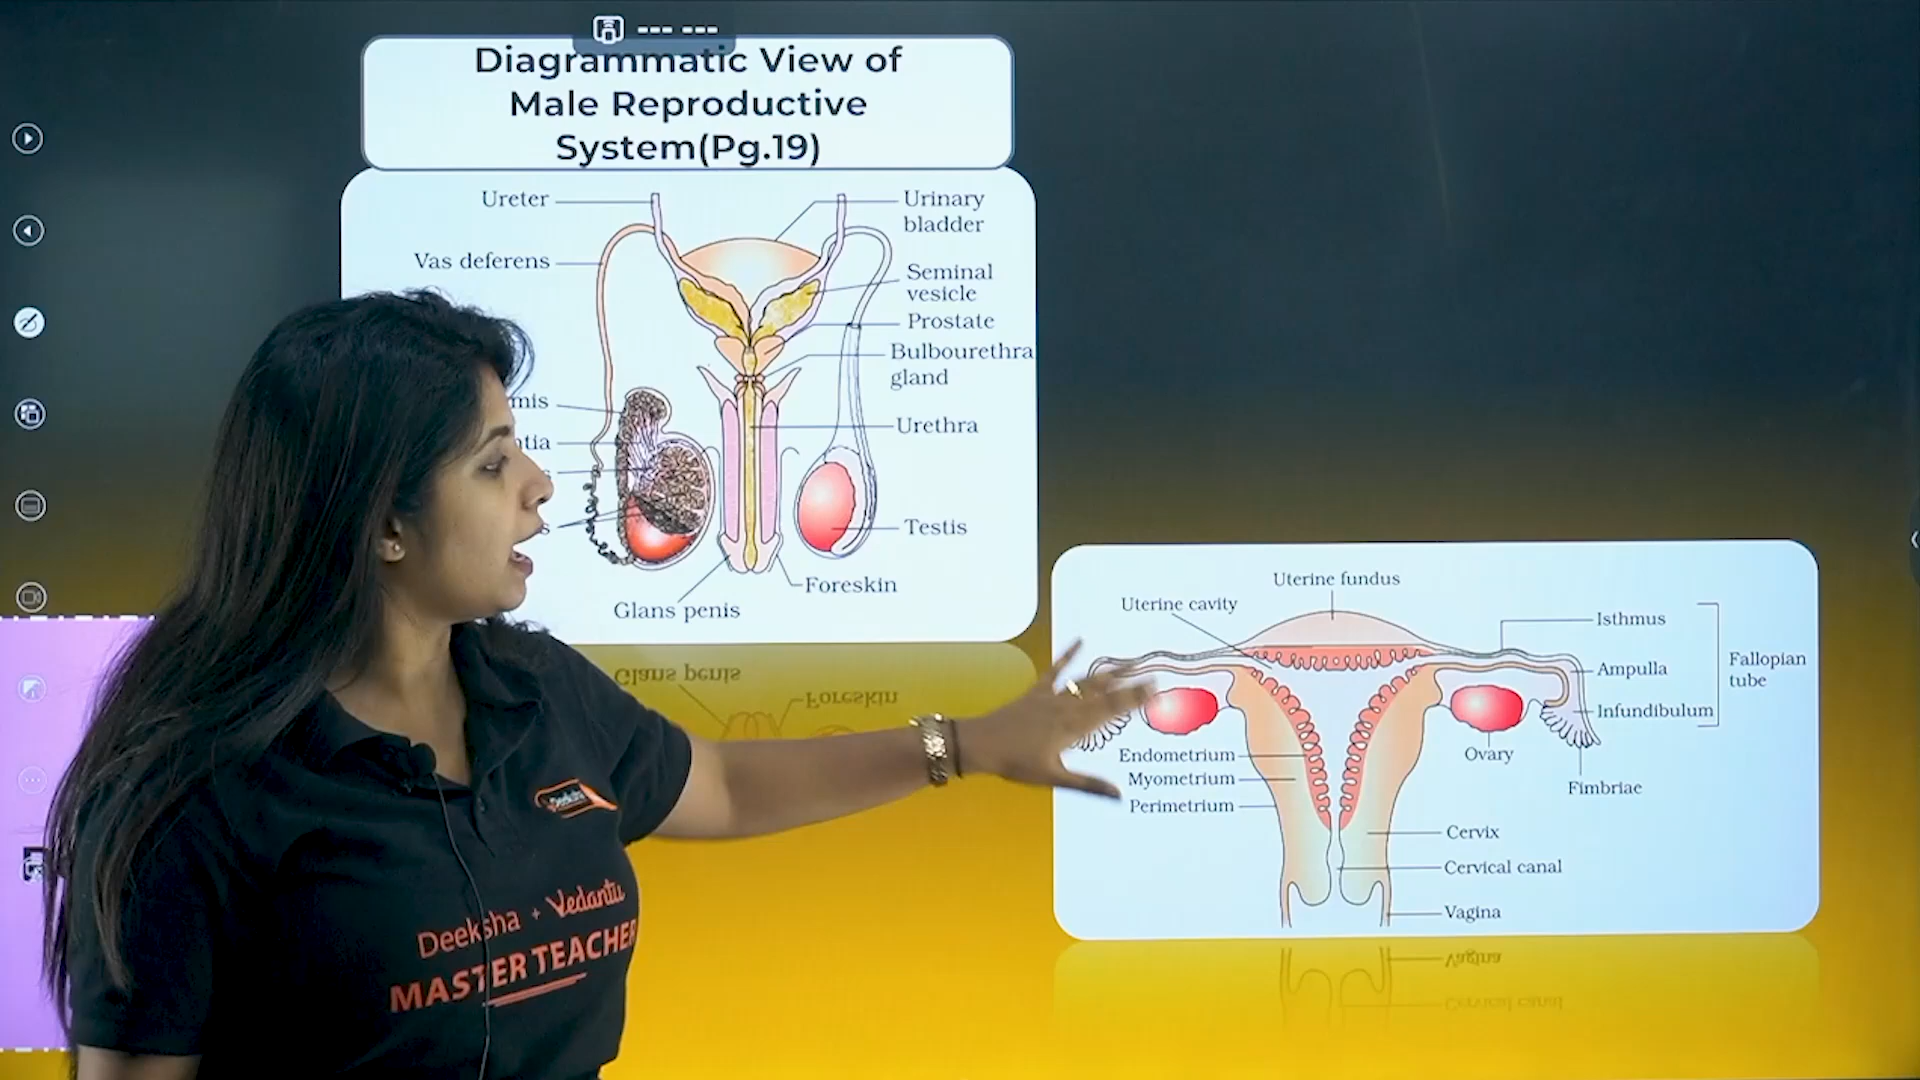 Diagrammatic View of
Male Reproductive
System(Pg.19)
Ureter
Urinary
bladder
Vas deferens
Seminal
vesicle
Prostate
Bulbourethra
gland
Urethra
Testis
Foreskin
Glans penis
Uterine fundus
Uterine cavity
Isthmus
Ampulla
Infundibulum
Fallopian
tube
Endometrium
Myometrium
Perimetrium
Ovary
Fimbriae
Cervix
Cervical canal
Vagina
Deeksha
Deeksha + Vedantu
MASTER TEACHER